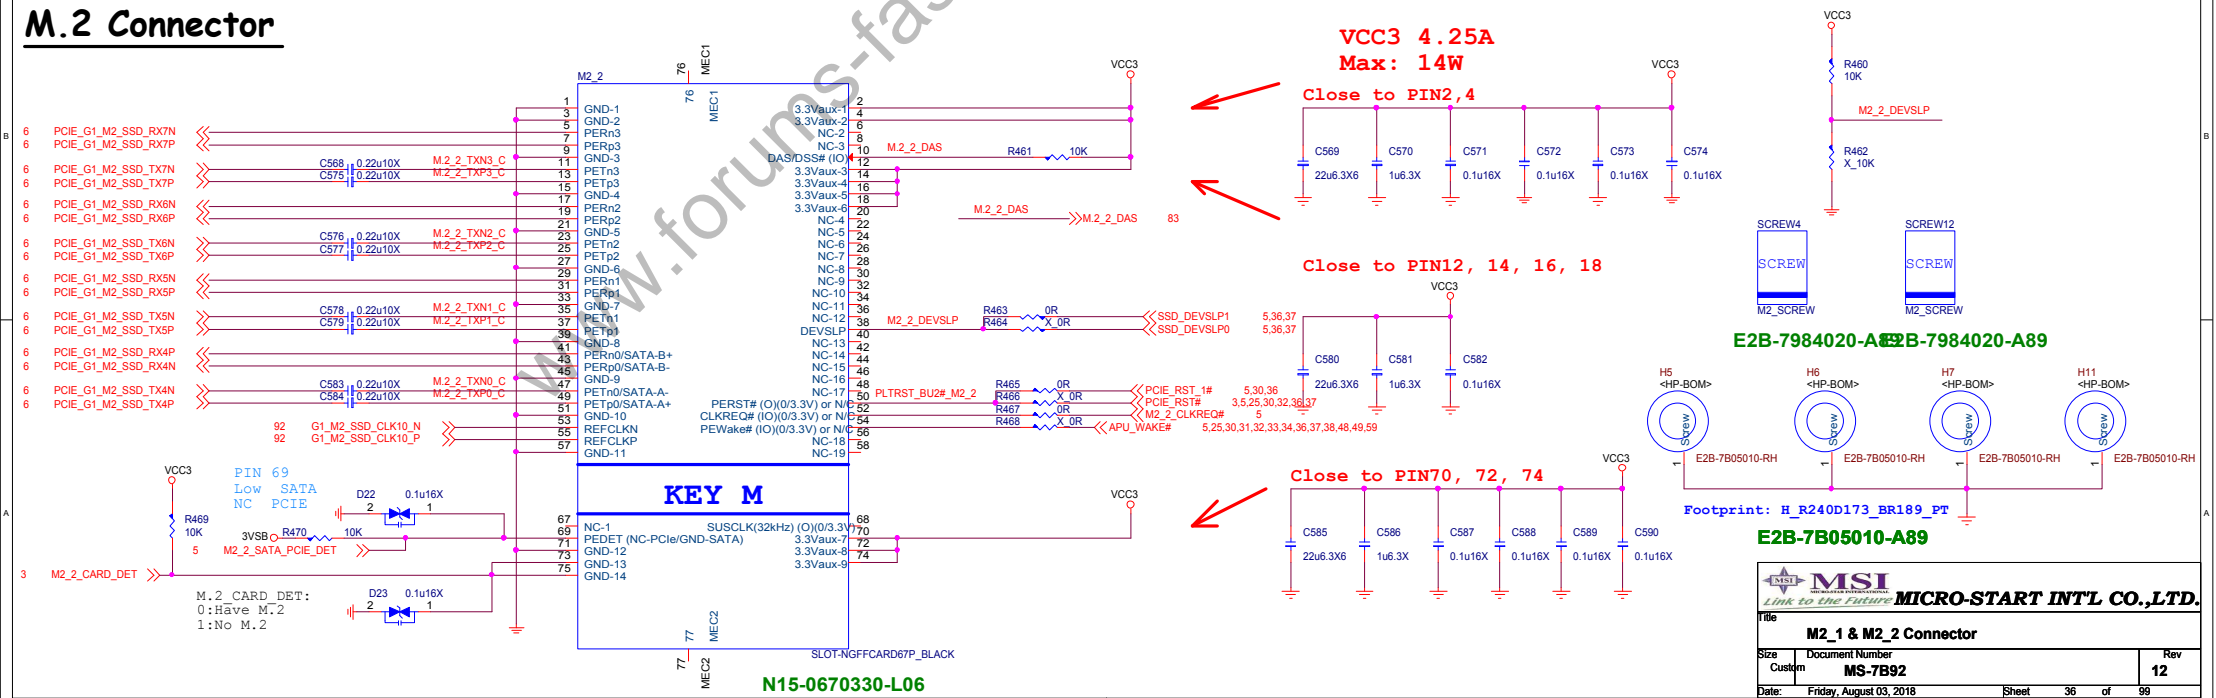 M.2 Connector
www.forums-fas
76
MEC1
M2_2
76
MEC1
VCC3
VCC3 4.25A
Max: 14W
Close to PIN2,4
VCC3
VCC3
R460
10K
M2_2_DEVSLP
R462
X_10K
B
B
6 PCIE_G1_M2_SSD_RX7N
6 PCIE_G1_M2_SSD_RX7P
6 PCIE_G1_M2_SSD_TX7N C568 0.22u10X M.2_2_TXN3_C
6 PCIE_G1_M2_SSD_TX7P C575 0.22u10X M.2_2_TXP3_C
6 PCIE_G1_M2_SSD_RX6N
6 PCIE_G1_M2_SSD_RX6P
6 PCIE_G1_M2_SSD_TX6N C576 0.22u10X M.2_2_TXN2_C
6 PCIE_G1_M2_SSD_TX6P C577 0.22u10X M.2_2_TXP2_C
6 PCIE_G1_M2_SSD_RX5N
6 PCIE_G1_M2_SSD_RX5P
6 PCIE_G1_M2_SSD_TX5N C578 0.22u10X M.2_2_TXN1_C
6 PCIE_G1_M2_SSD_TX5P C579 0.22u10X M.2_2_TXP1_C
6 PCIE_G1_M2_SSD_RX4P
6 PCIE_G1_M2_SSD_RX4N
6 PCIE_G1_M2_SSD_TX4N C583 0.22u10X M.2_2_TXN0_C
6 PCIE_G1_M2_SSD_TX4P C584 0.22u10X M.2_2_TXP0_C
92 G1_M2_SSD_CLK10_N
92 G1_M2_SSD_CLK10_P
1 GND-1
3 GND-2
5 PERn3
7 PERp3
9 GND-3
11 PETn3
13 PETp3
15 GND-4
17 PERn2
19 PERp2
21 GND-5
23 PETn2
25 PETp2
27 GND-6
29 PERn1
31 PERp1
33 GND-7
35 PETn1
37 PETp1
39 GND-8
41 PERn0/SATA-B+
43 PERp0/SATA-B-
45 GND-9
47 PETn0/SATA-A-
49 PETp0/SATA-A+
51 GND-10
53 REFCLKN
55 REFCLKP
57 GND-11
3.3Vaux-1 2
3.3Vaux-2 4
NC-2 6
NC-3 8
DAS/DSS# (IO) 10
3.3Vaux-3 12
3.3Vaux-4 14
3.3Vaux-5 16
3.3Vaux-6 18
NC-4 20
NC-5 22
NC-6 24
NC-7 26
NC-8 28
NC-9 30
NC-10 32
NC-11 34
NC-12 36
DEVSLP 38
NC-13 40
NC-14 42
NC-15 44
NC-16 46
NC-17 48
PERST# (O)(0/3.3V) or N/C 50
CLKREQ# (IO)(0/3.3V) or N/C 52
PEWake# (IO)(0/3.3V) or N/C 54
NC-18 56
NC-19 58
M.2_2_DAS R461 10K
M.2_2_DAS M.2_2_DAS 83
M2_2_DEVSLP
R463 0R SSD_DEVSLP1 5,36,37
R464 X_0R SSD_DEVSLP0 5,36,37
PLTRST_BU2#_M2_2
R465 0R PCIE_RST_1# 5,30,36
R466 X_0R PCIE_RST# 3,5,25,30,32,36,37
R467 0R M2_2_CLKREQ# 5
R468 X_0R APU_WAKE# 5,25,30,31,32,33,34,36,37,38,48,49,59
C569 C570 C571 C572 C573 C574
22u6.3X 1u6.3X 0.1u16X 0.1u16X 0.1u16X 0.1u16X
Close to PIN12, 14, 16, 18
VCC3
C580 C581 C582
22u6.3X6 1u6.3X 0.1u16X
Close to PIN70, 72, 74
VCC3
C585 C586 C587 C588 C589 C590
22u6.3X6 1u6.3X 0.1u16X 0.1u16X 0.1u16X 0.1u16X
SCREW4 SCREW12
SCREW SCREW
M2_SCREW M2_SCREW
E2B-7984020-A89 E2B-7984020-A89
H5 H6 H7 H11
<HP-BOM> <HP-BOM> <HP-BOM> <HP-BOM>
Screw Screw Screw Screw
1 1 1 1
E2B-7B05010-RH E2B-7B05010-RH E2B-7B05010-RH E2B-7B05010-RH
Footprint: H_R240D173_BR189_PT
E2B-7B05010-A89
KEY M
VCC3
PIN 69
Low SATA
NC PCIE
D22 0.1u16X
2 1
R469
10K
3VSB R470 10K
5 M2_2_SATA_PCIE_DET
3 M2_2_CARD_DET
M.2_CARD_DET:
0:Have M.2
1:No M.2
D23 0.1u16X
2 1
A
A
67 NC-1
69 PEDET (NC-PCIe/GND-SATA)
71 GND-12
73 GND-13
75 GND-14
SUSCLK(32kHz) (O)(0/3.3V) 68
3.3Vaux-7 70
3.3Vaux-8 72
3.3Vaux-9 74
VCC3
77
MEC2
77
MEC2
SLOT-NGFFCARD67P_BLACK
N15-0670330-L06
MSI MSI
MICRO-STAR INTERNATIONAL
Link to the Future MICRO-START INT'L CO.,LTD.
Title
M2_1 & M2_2 Connector
Size Document Number Rev
Custom MS-7B92 12
Date: Friday, August 03, 2018 Sheet 36 of 99